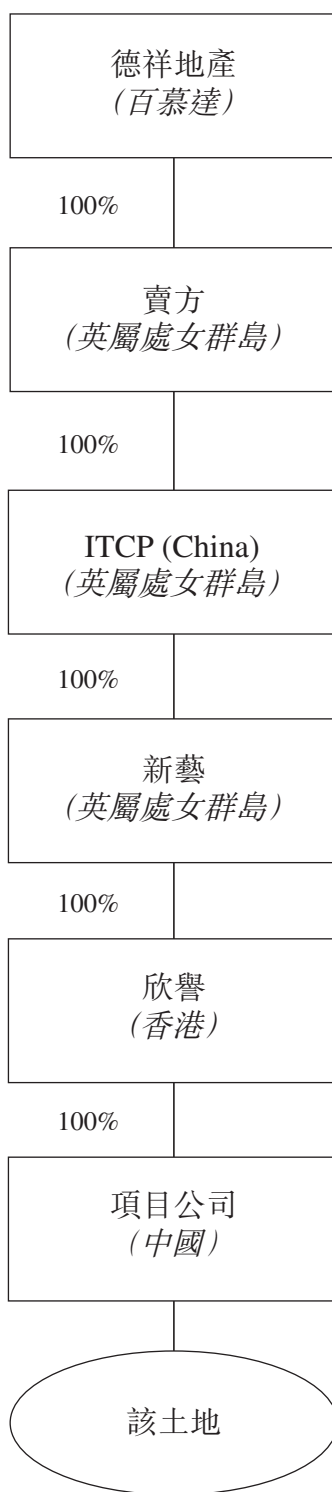 德祥地產
(百慕達)
100%
賣方
(英屬處女群島)
100%
ITCP (China)
(英屬處女群島)
100%
新藝
(英屬處女群島)
100%
欣譽
(香港)
100%
項目公司
(中國)
該土地